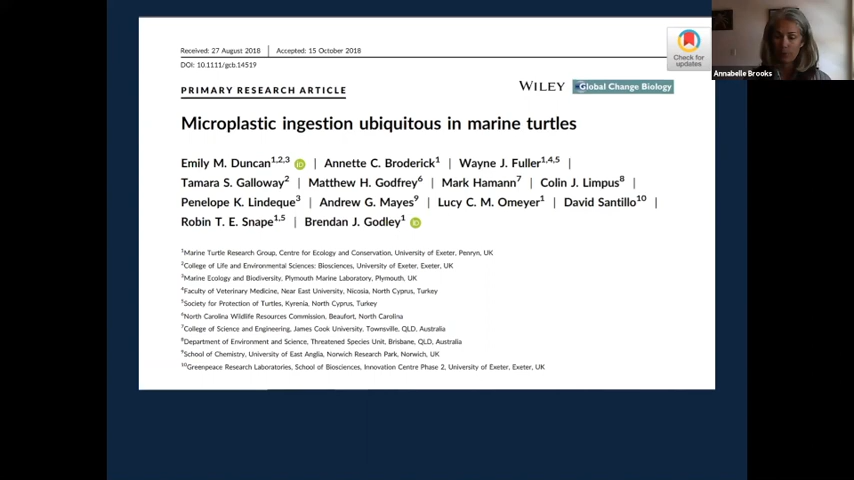 Received: 27 August 2018 | Accepted: 15 October 2018
DOI: 10.1111/gcb.14519
Check for
updates
Annabelle Brooks
PRIMARY RESEARCH ARTICLE
WILEY Global Change Biology
Microplastic ingestion ubiquitous in marine turtles
Emily M. Duncan1,2,3 iD | Annette C. Broderick1 | Wayne J. Fuller1,4,5 |
Tamara S. Galloway2 | Matthew H. Godfrey6 | Mark Hamann7 | Colin J. Limpus8 |
Penelope K. Lindeque3 | Andrew G. Mayes9 | Lucy C. M. Omeyer1 | David Santillo10 |
Robin T. E. Snape1,5 | Brendan J. Godley1 iD
1Marine Turtle Research Group, Centre for Ecology and Conservation, University of Exeter, Penryn, UK
2College of Life and Environmental Sciences: Biosciences, University of Exeter, Exeter, UK
3Marine Ecology and Biodiversity, Plymouth Marine Laboratory, Plymouth, UK
4Faculty of Veterinary Medicine, Near East University, Nicosia, North Cyprus, Turkey
5Society for Protection of Turtles, Kyrenia, North Cyprus, Turkey
6North Carolina Wildlife Resources Commission, Beaufort, North Carolina
7College of Science and Engineering, James Cook University, Townsville, QLD, Australia
8Department of Environment and Science, Threatened Species Unit, Brisbane, QLD, Australia
9School of Chemistry, University of East Anglia, Norwich Research Park, Norwich, UK
10Greenpeace Research Laboratories, School of Biosciences, Innovation Centre Phase 2, University of Exeter, Exeter, UK